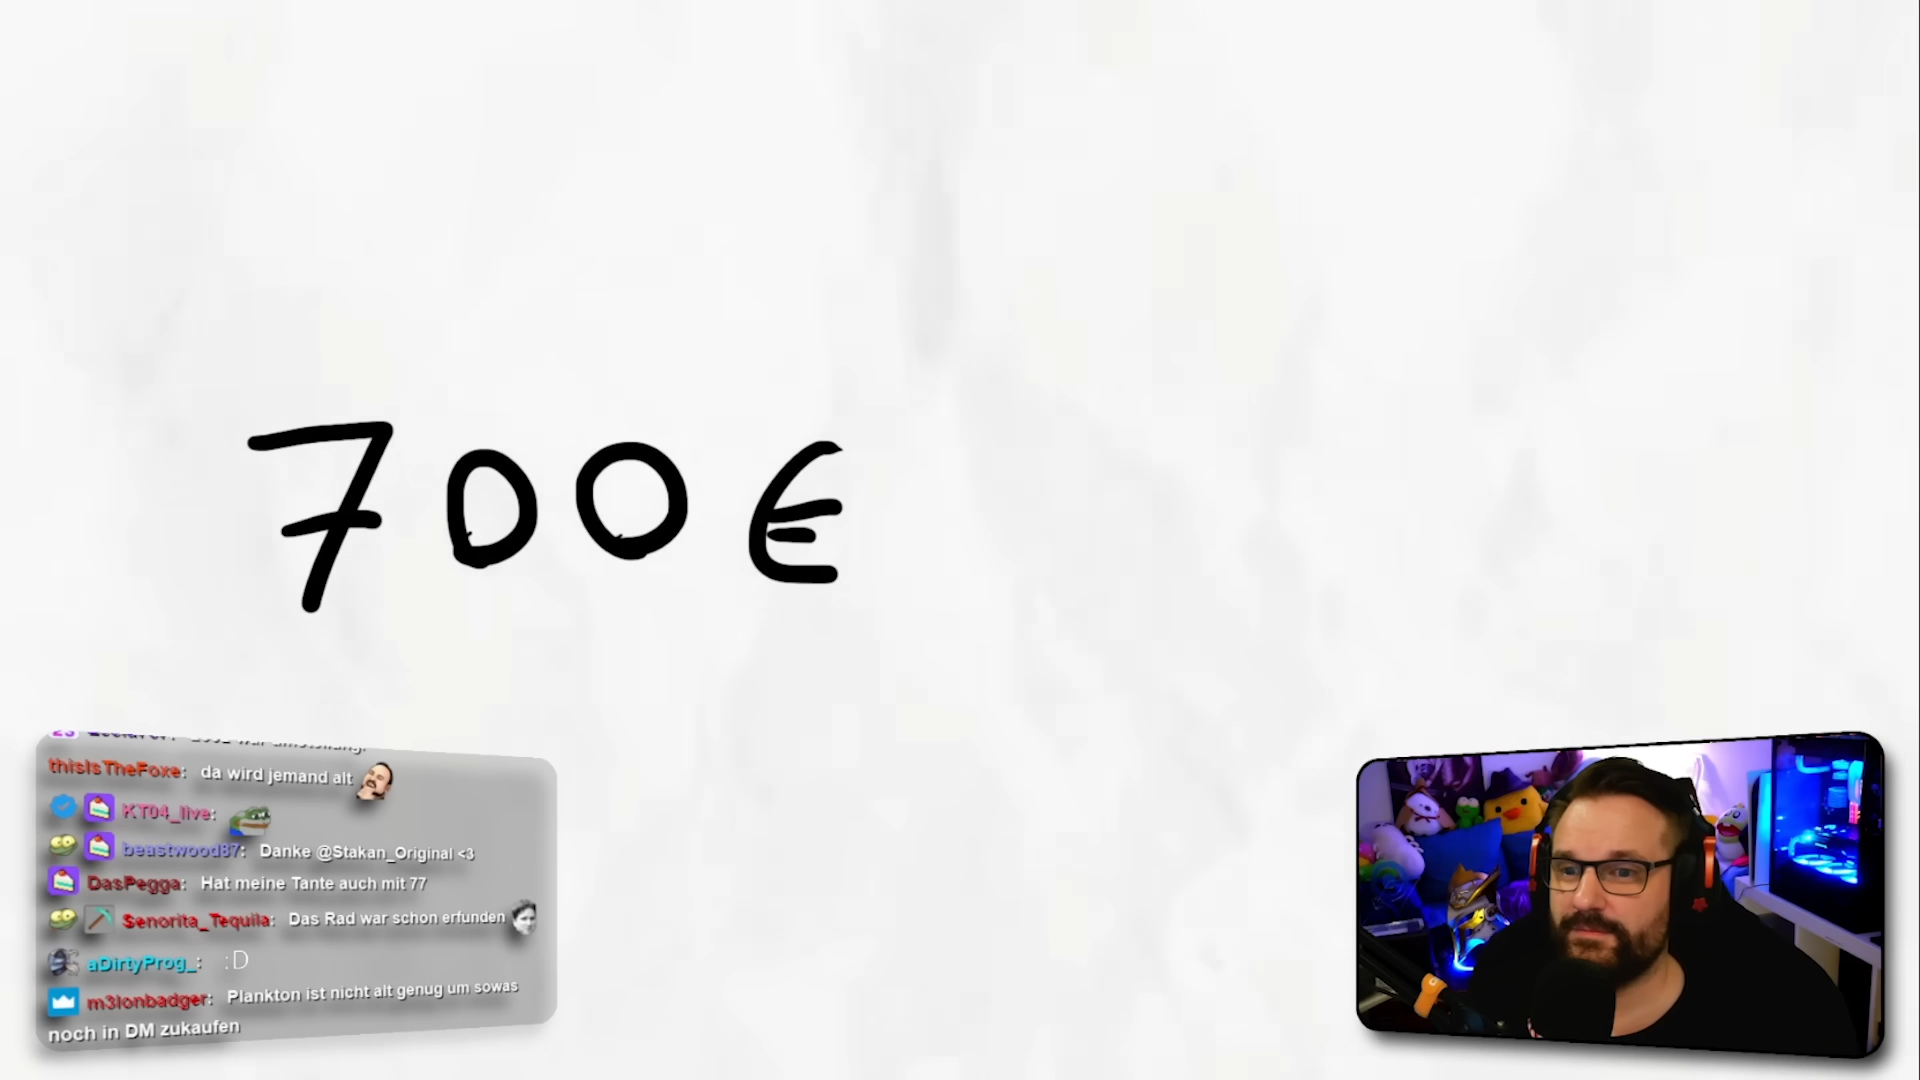 700€
thisIsTheFoxe: da wird jemand alt
KT04_live:
beastwood87: Danke @Stakan_Original <3
DasPegga: Hat meine Tante auch mit 77
Senorita_Tequila: Das Rad war schon erfunden
aDirtyProg_: :D
m3lonbadger: Plankton ist nicht alt genug um sowas
noch in DM zukaufen